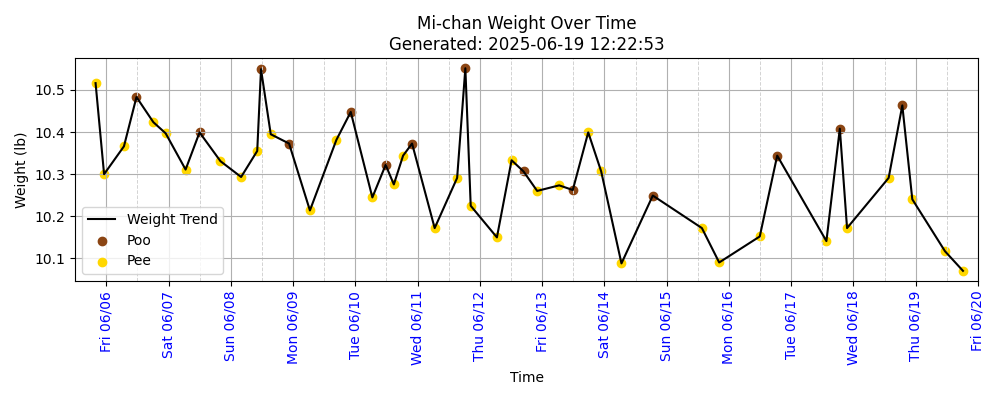 Mi-chan Weight Over Time
Generated: 2025-06-19 12:22:53
Weight (lb)
10.5
10.4
10.3
10.2
10.1
Weight Trend
Poo
Pee
Fri 06/06
Sat 06/07
Sun 06/08
Mon 06/09
Tue 06/10
Wed 06/11
Thu 06/12
Fri 06/13
Sat 06/14
Sun 06/15
Mon 06/16
Tue 06/17
Wed 06/18
Thu 06/19
Fri 06/20
Time